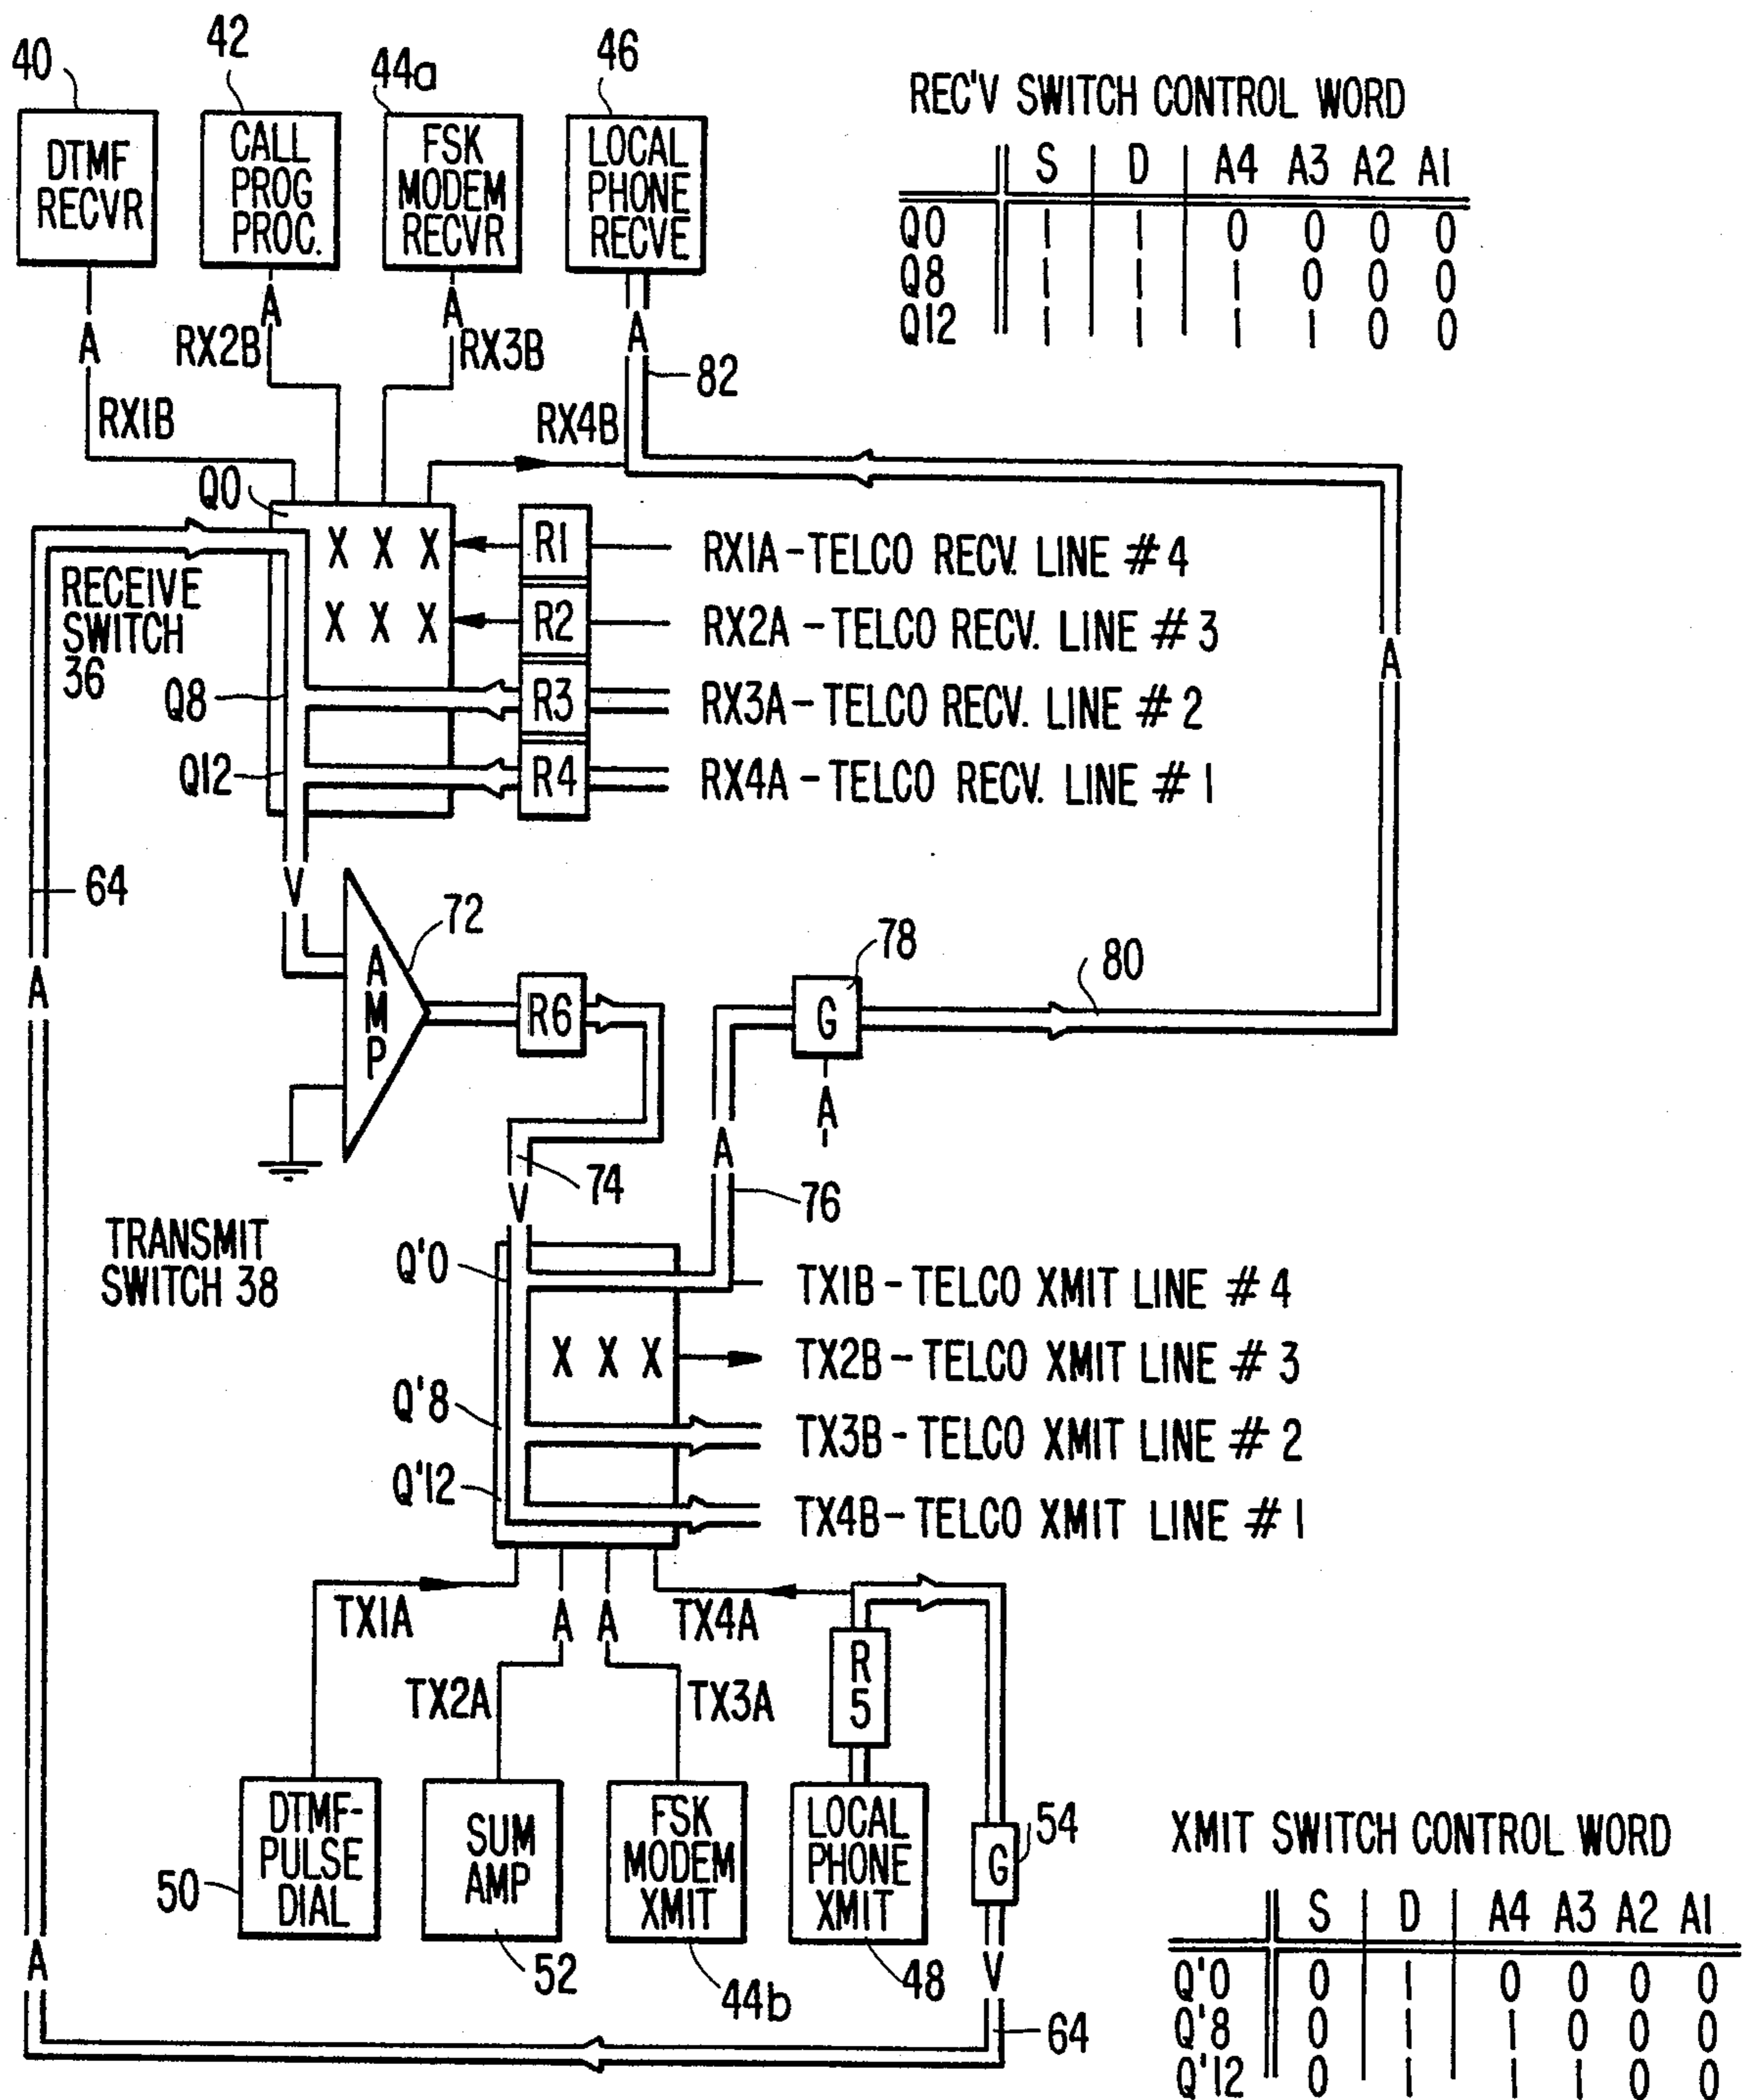 40
42
44a
46
DTMF
RECVR
CALL
PROG
PROC.
FSK
MODEM
RECVR
LOCAL
PHONE
RECVE
REC'V SWITCH CONTROL WORD
S D A4 A3 A2 A1
Q0 1 1 0 0 0 0
Q8 1 1 1 0 0 0
Q12 1 1 1 1 0 0
A
A
A
A
RX1B
RX2B
RX3B
RX4B
82
Q0
X X X
R1
RX1A-TELCO RECV. LINE #4
RECEIVE
SWITCH
36
X X X
R2
RX2A-TELCO RECV. LINE #3
A
Q8
R3
RX3A-TELCO RECV. LINE #2
Q12
R4
RX4A-TELCO RECV. LINE #1
64
V
72
A
AMP
R6
78
G
80
A
74
V
A
76
TRANSMIT
SWITCH 38
Q'0
TX1B-TELCO XMIT LINE #4
X X X
TX2B-TELCO XMIT LINE #3
Q'8
TX3B-TELCO XMIT LINE #2
Q'12
TX4B-TELCO XMIT LINE #1
TX1A
A
A
TX4A
TX2A
TX3A
R
5
DTMF-
PULSE
DIAL
50
SUM
AMP
52
FSK
MODEM
XMIT
44b
LOCAL
PHONE
XMIT
48
G
54
V
64
A
XMIT SWITCH CONTROL WORD
S D A4 A3 A2 A1
Q'0 0 1 0 0 0 0
Q'8 0 1 1 0 0 0
Q'12 0 1 1 1 0 0